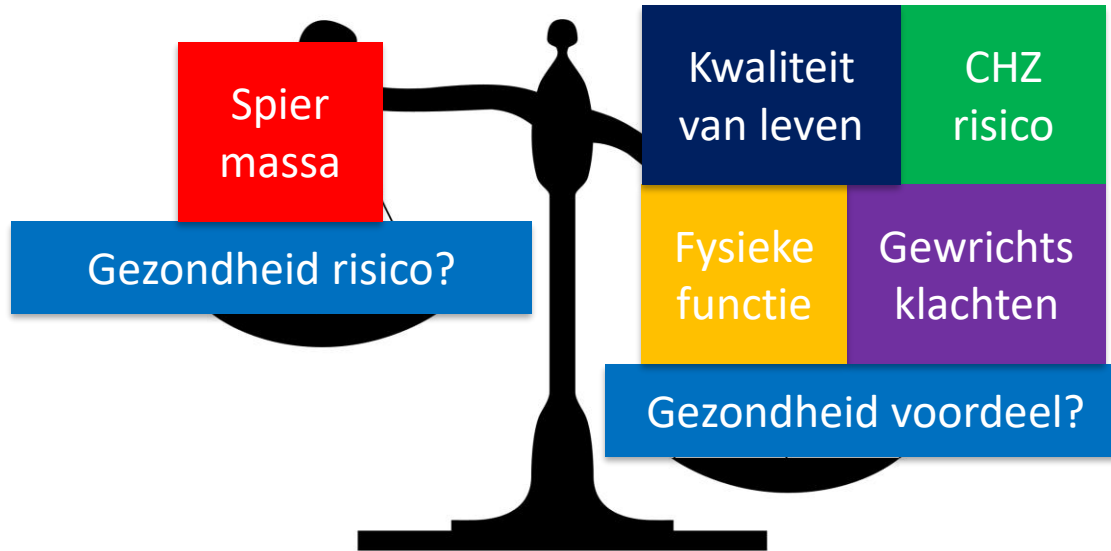 Spier
massa
Gezondheid risico?
Kwaliteit
van leven
CHZ
risico
Fysieke
functie
Gewrichts
klachten
Gezondheid voordeel?